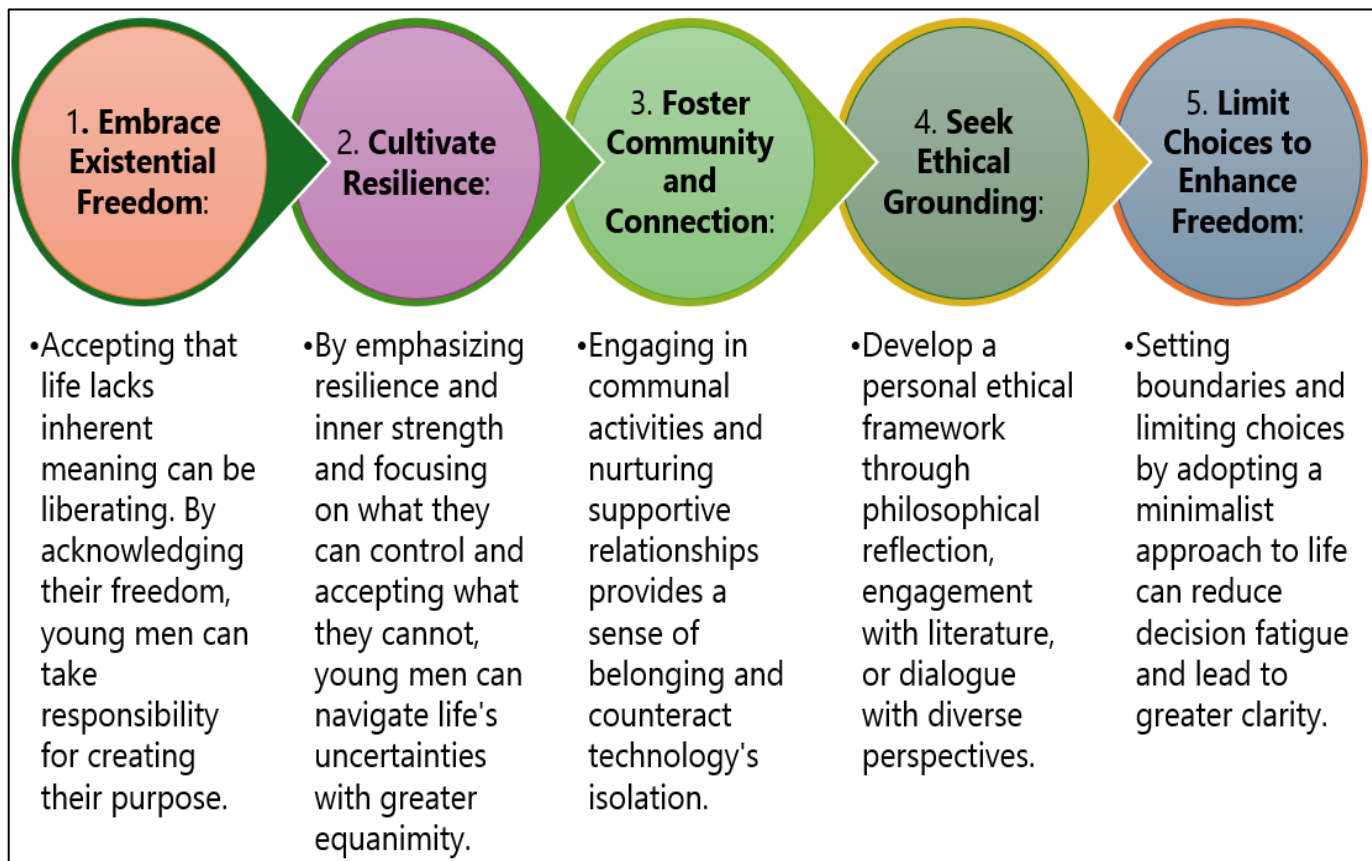 1. Embrace
Existential
Freedom:
2. Cultivate
Resilience:
3. Foster
Community
and
Connection:
4. Seek
Ethical
Grounding:
5. Limit
Choices to
Enhance
Freedom:
•Accepting that
life lacks
inherent
meaning can be
liberating. By
acknowledging
their freedom,
young men can
take
responsibility
for creating
their purpose.
•By emphasizing
resilience and
inner strength
and focusing
on what they
can control and
accepting what
they cannot,
young men can
navigate life's
uncertainties
with greater
equanimity.
•Engaging in
communal
activities and
nurturing
supportive
relationships
provides a
sense of
belonging and
counteract
technology's
isolation.
•Develop a
personal ethical
framework
through
philosophical
reflection,
engagement
with literature,
or dialogue
with diverse
perspectives.
•Setting
boundaries and
limiting choices
by adopting a
minimalist
approach to life
can reduce
decision fatigue
and lead to
greater clarity.